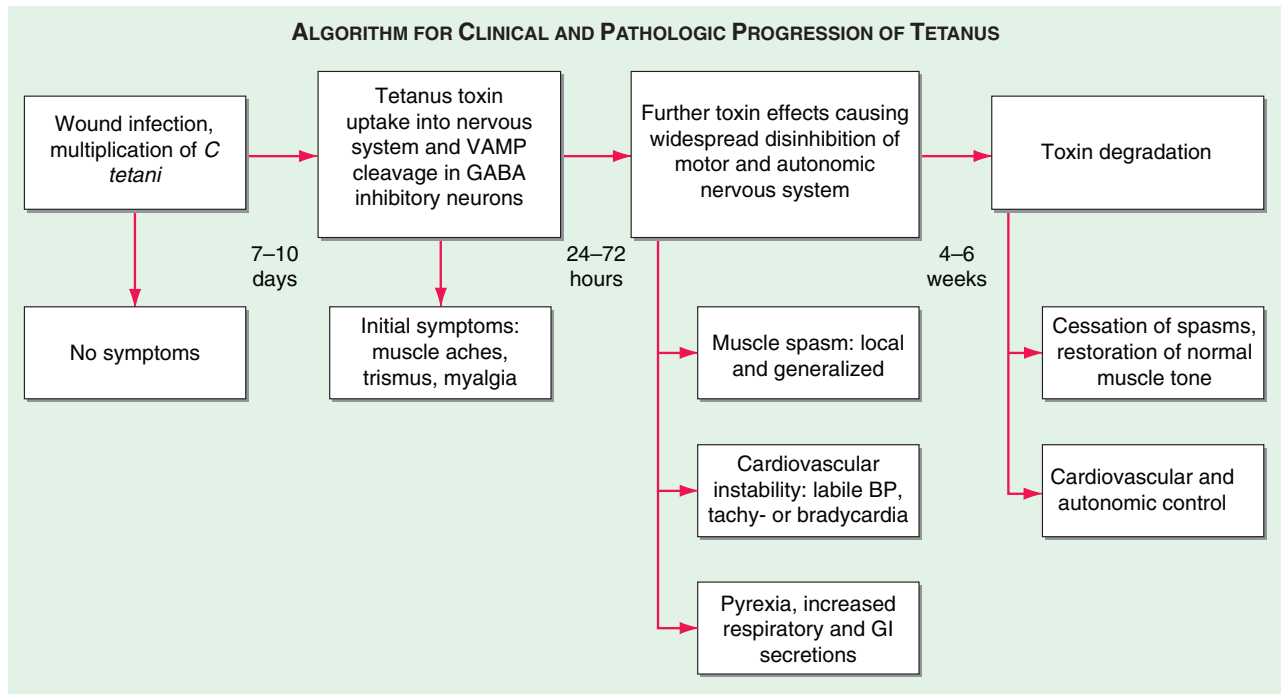 ALGORITHM FOR CLINICAL AND PATHOLOGIC PROGRESSION OF TETANUS
Wound infection,
multiplication of C
tetani
Tetanus toxin
uptake into nervous
system and VAMP
cleavage in GABA
inhibitory neurons
Further toxin effects causing
widespread disinhibition of
motor and autonomic
nervous system
Toxin degradation
7–10
days
24–72
hours
4–6
weeks
No symptoms
Initial symptoms:
muscle aches,
trismus, myalgia
Muscle spasm: local
and generalized
Cessation of spasms,
restoration of normal
muscle tone
Cardiovascular
instability: labile BP,
tachy- or bradycardia
Cardiovascular and
autonomic control
Pyrexia, increased
respiratory and GI
secretions